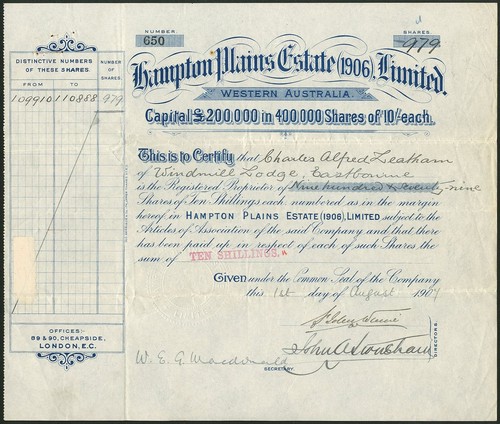 NUMBER.
650
SHARES.
979.
Hampton Plains Estate (1906), Limited.
WESTERN AUSTRALIA.
Capital £200,000 in 400,000 Shares of 10/- each.
DISTINCTIVE NUMBERS OF THESE SHARES.
NUMBER OF SHARES.
FROM TO
109910 110888 979
This is to Certify that Charles Alfred Leatham
of Windmill Lodge, Eastbourne
is the Registered Proprietor of Nine hundred & Seventy-nine
Shares of Ten Shillings, each numbered as in the margin
hereof in HAMPTON PLAINS ESTATE (1906), LIMITED subject to the
Articles of Association of the said Company and that there
has been paid up in respect of each of such Shares the
sum of TEN SHILLINGS.
Given under the Common Seal of the Company
this 1st day of August 1907
DIRECTORS.
W. E. G. Macdonald
SECRETARY.
OFFICES:-
89 & 90, CHEAPSIDE,
LONDON, E.C.